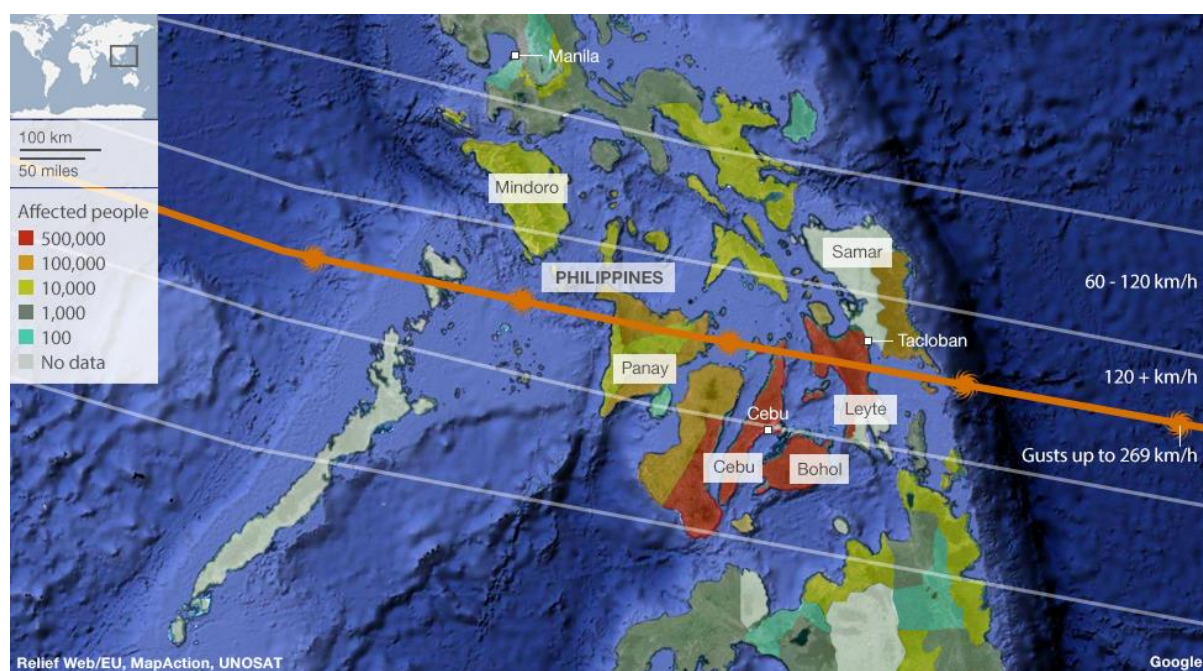 100 km
50 miles
Affected people
500,000
100,000
10,000
1,000
100
No data
Manila
Mindoro
Samar
PHILIPPINES
60 - 120 km/h
Tacloban
Panay
120 + km/h
Leyte
Cebu
Gusts up to 269 km/h
Cebu
Bohol
Relief Web/EU, MapAction, UNOSAT
Google